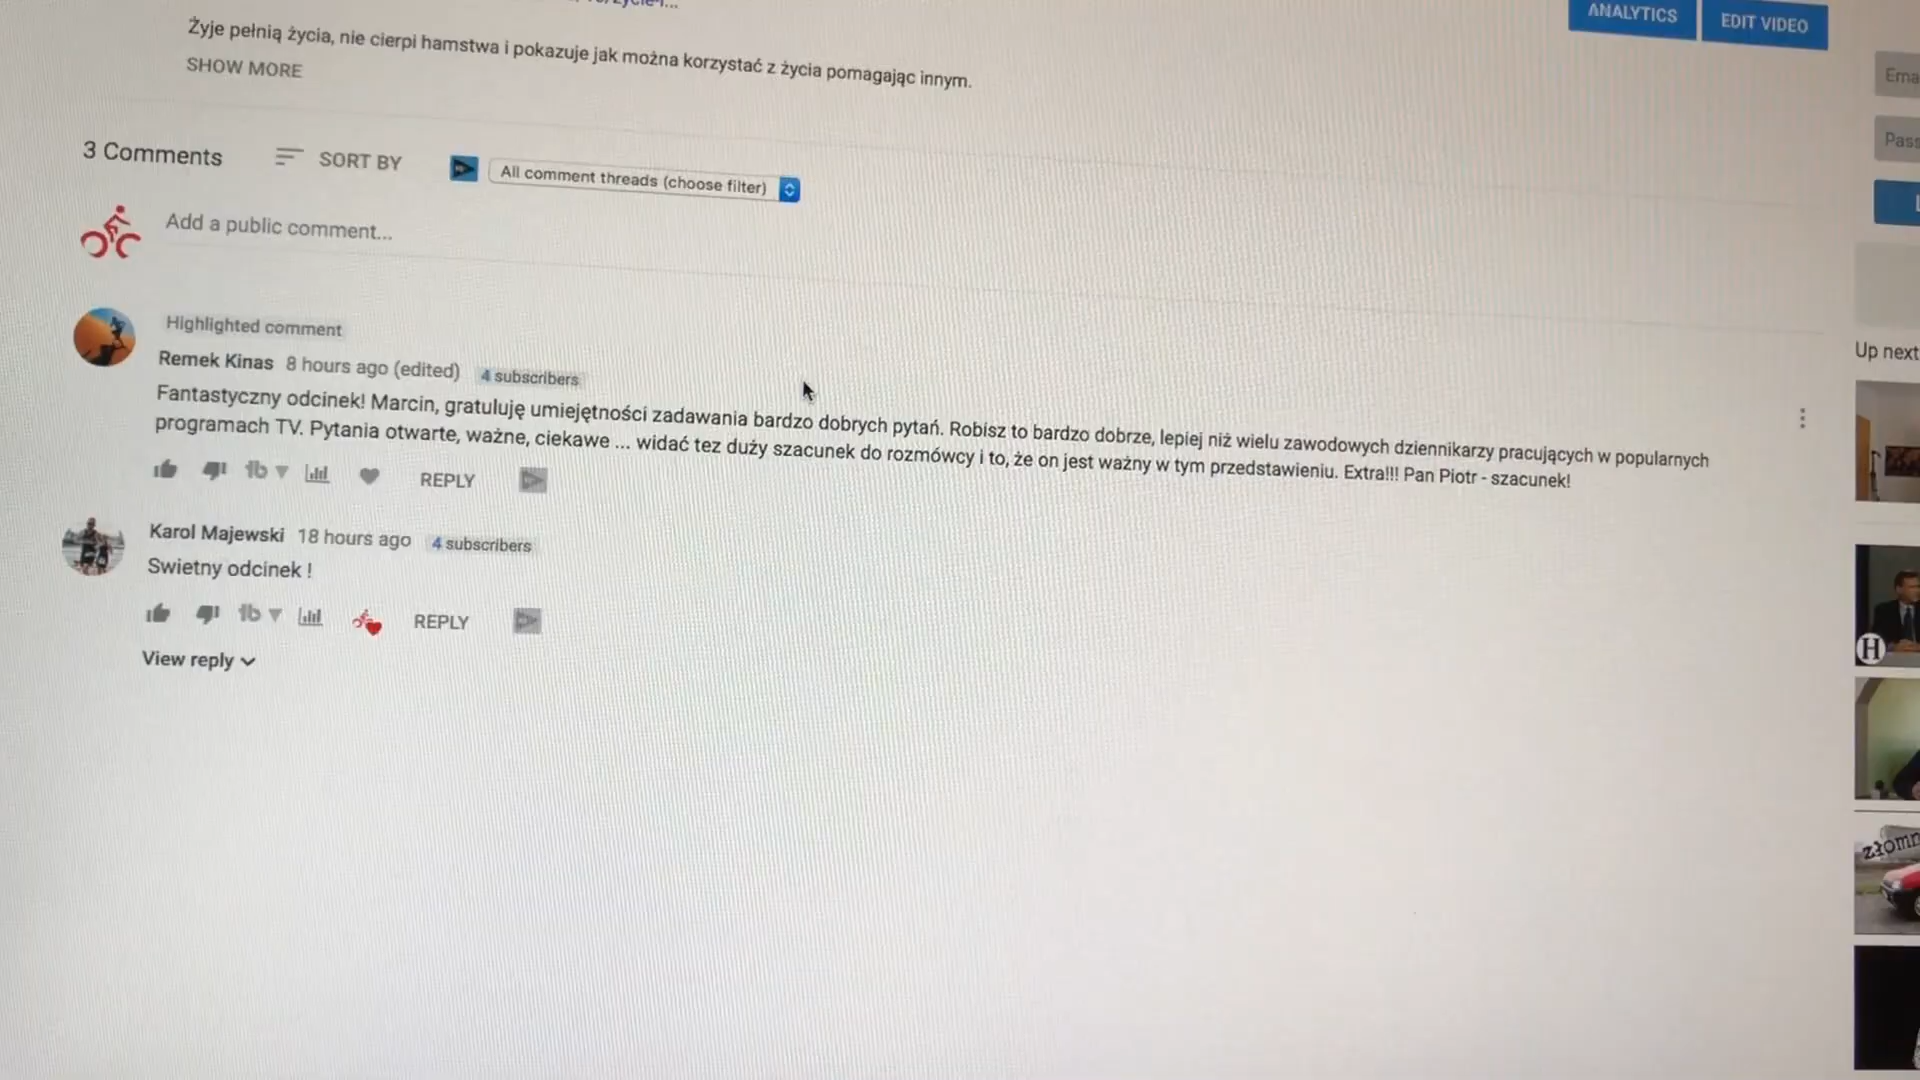 ANALYTICS
EDIT VIDEO
Żyje pełnią życia, nie cierpi hamstwa i pokazuje jak można korzystać z życia pomagając innym.
SHOW MORE
3 Comments
SORT BY
All comment threads (choose filter)
Add a public comment...
Highlighted comment
Remek Kinas 8 hours ago (edited) 4 subscribers
Fantastyczny odcinek! Marcin, gratuluję umiejętności zadawania bardzo dobrych pytań. Robisz to bardzo dobrze, lepiej niż wielu zawodowych dziennikarzy pracujących w popularnych
programach TV. Pytania otwarte, ważne, ciekawe ... widać tez duży szacunek do rozmówcy i to, że on jest ważny w tym przedstawieniu. Extra!!! Pan Piotr - szacunek!
REPLY
Karol Majewski 18 hours ago 4 subscribers
Swietny odcinek !
REPLY
View reply
Up next
H